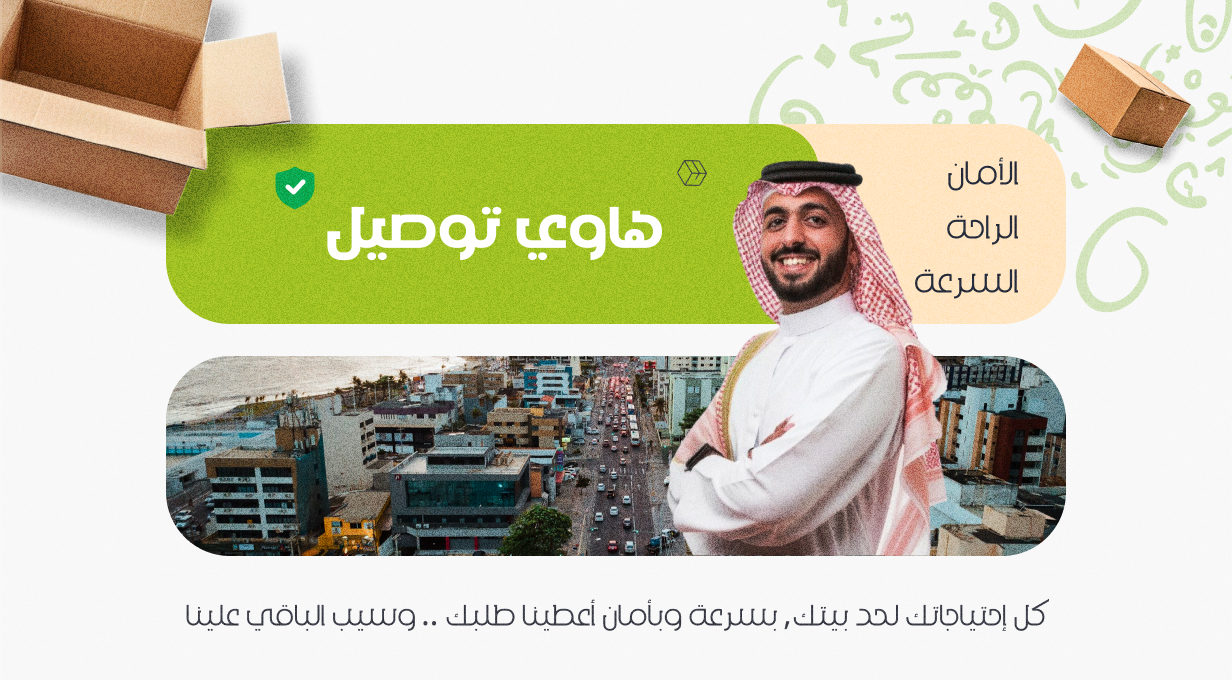 الأمان
الراحة
السرعة
هاوي توصيل
كل إحتياجاتك لحد بيتك, بسرعة وبأمان أعطينا طلبك .. وسيب الباقي علينا